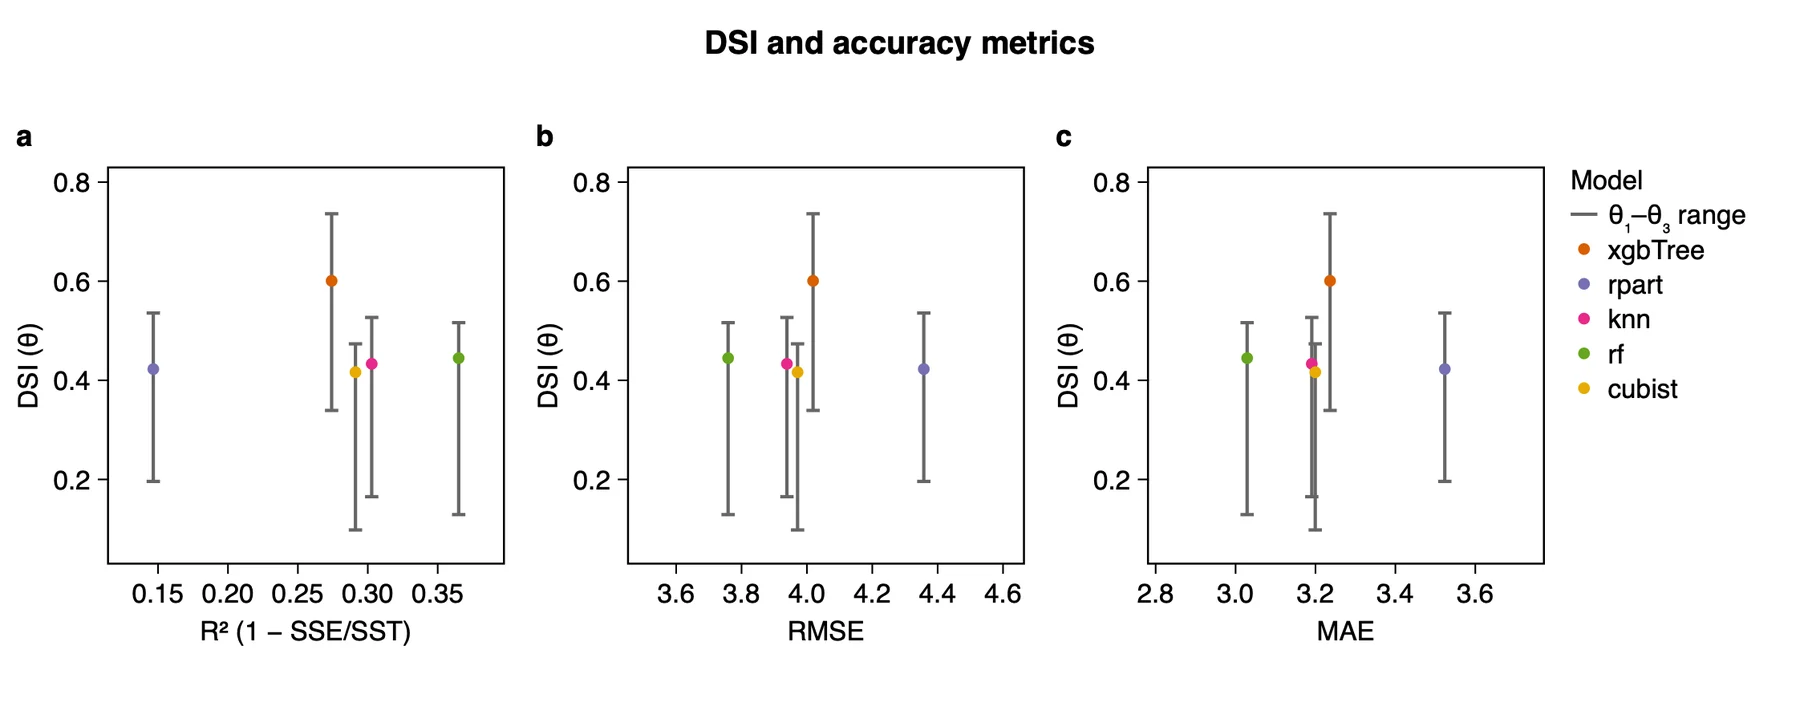 DSI and accuracy metrics
a
0.8
0.6
0.4
0.2
DSI (θ)
0.15 0.20 0.25 0.30 0.35
R² (1 − SSE/SST)
b
0.8
0.6
0.4
0.2
DSI (θ)
3.6 3.8 4.0 4.2 4.4 4.6
RMSE
c
0.8
0.6
0.4
0.2
DSI (θ)
2.8 3.0 3.2 3.4 3.6
MAE
Model
θ₁–θ₃ range
xgbTree
rpart
knn
rf
cubist